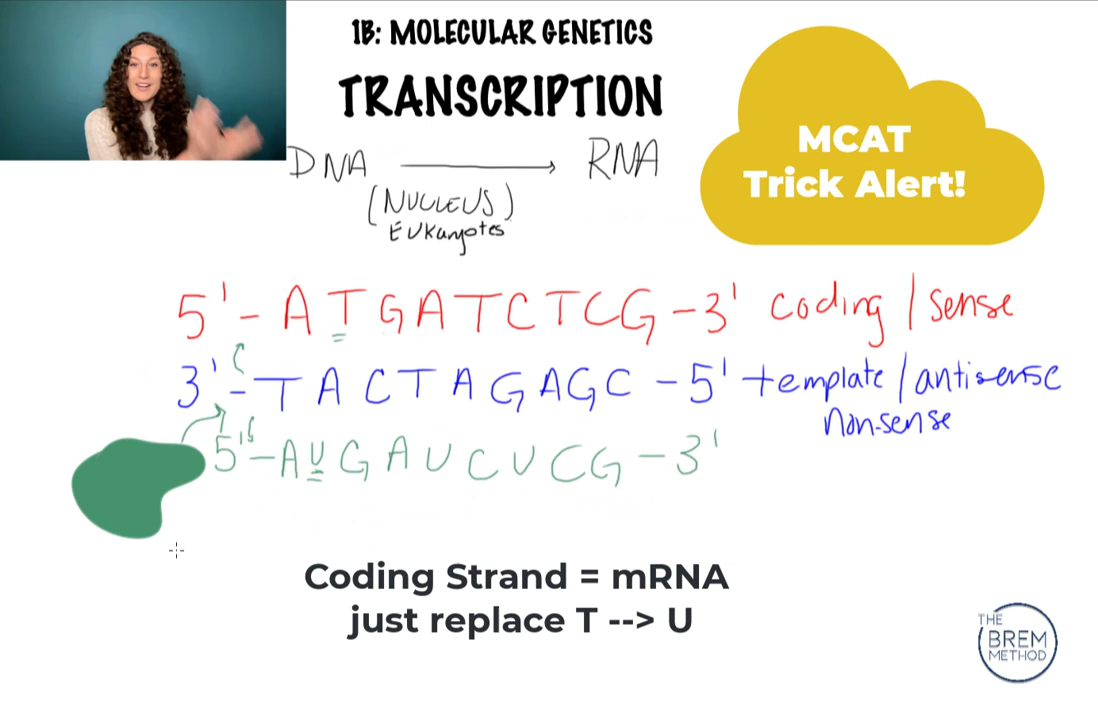 1B: MOLECULAR GENETICS
TRANSCRIPTION
MCAT
Trick Alert!
DNA → RNA
(NUCLEUS)
Eukaryotes
5'-ATGATCTCG-3' coding/sense
3'-TACTAGAGC-5' template/antisense
non-sense
5'-AUGAUCUCG-3'
Coding Strand = mRNA
just replace T --> U
THE
BREM
METHOD